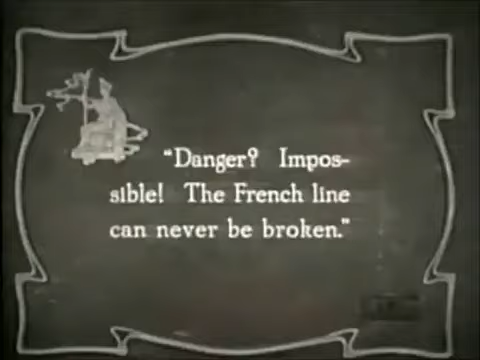 “Danger? Impos-
sible! The French line
can never be broken.”